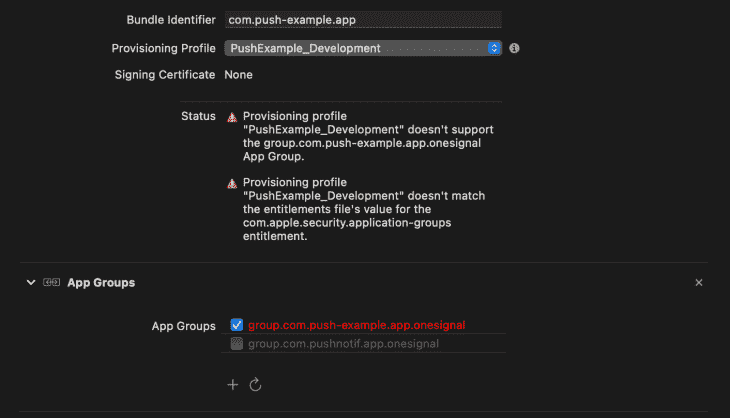 Bundle Identifier com.push-example.app
Provisioning Profile PushExample_Development
Signing Certificate None
Status Provisioning profile
"PushExample_Development" doesn't support
the group.com.push-example.app.onesignal
App Group.
Provisioning profile
"PushExample_Development" doesn't match
the entitlements file's value for the
com.apple.security.application-groups
entitlement.
App Groups
App Groups group.com.push-example.app.onesignal
group.com.pushnotif.app.onesignal